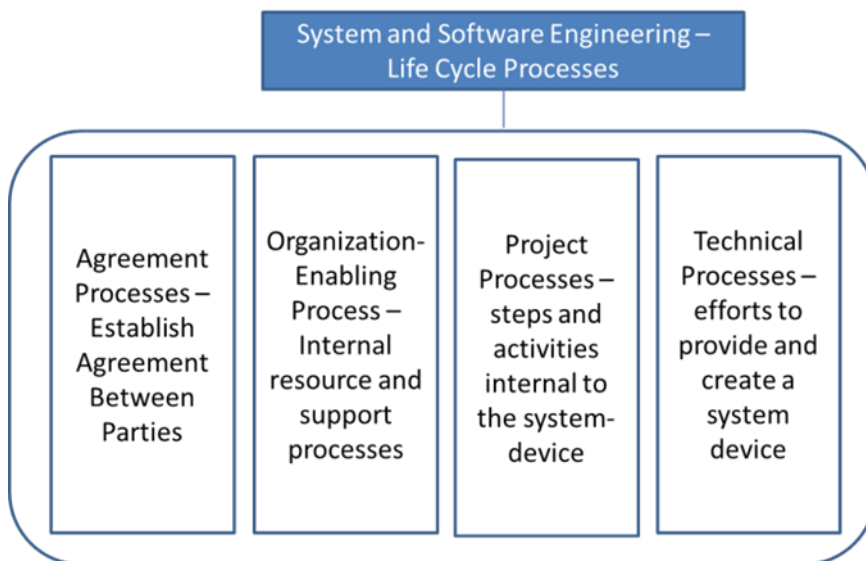 System and Software Engineering –
Life Cycle Processes
Agreement
Processes –
Establish
Agreement
Between
Parties
Organization-
Enabling
Process –
Internal
resource and
support
processes
Project
Processes –
steps and
activities
internal to
the system-
device
Technical
Processes –
efforts to
provide and
create a
system
device